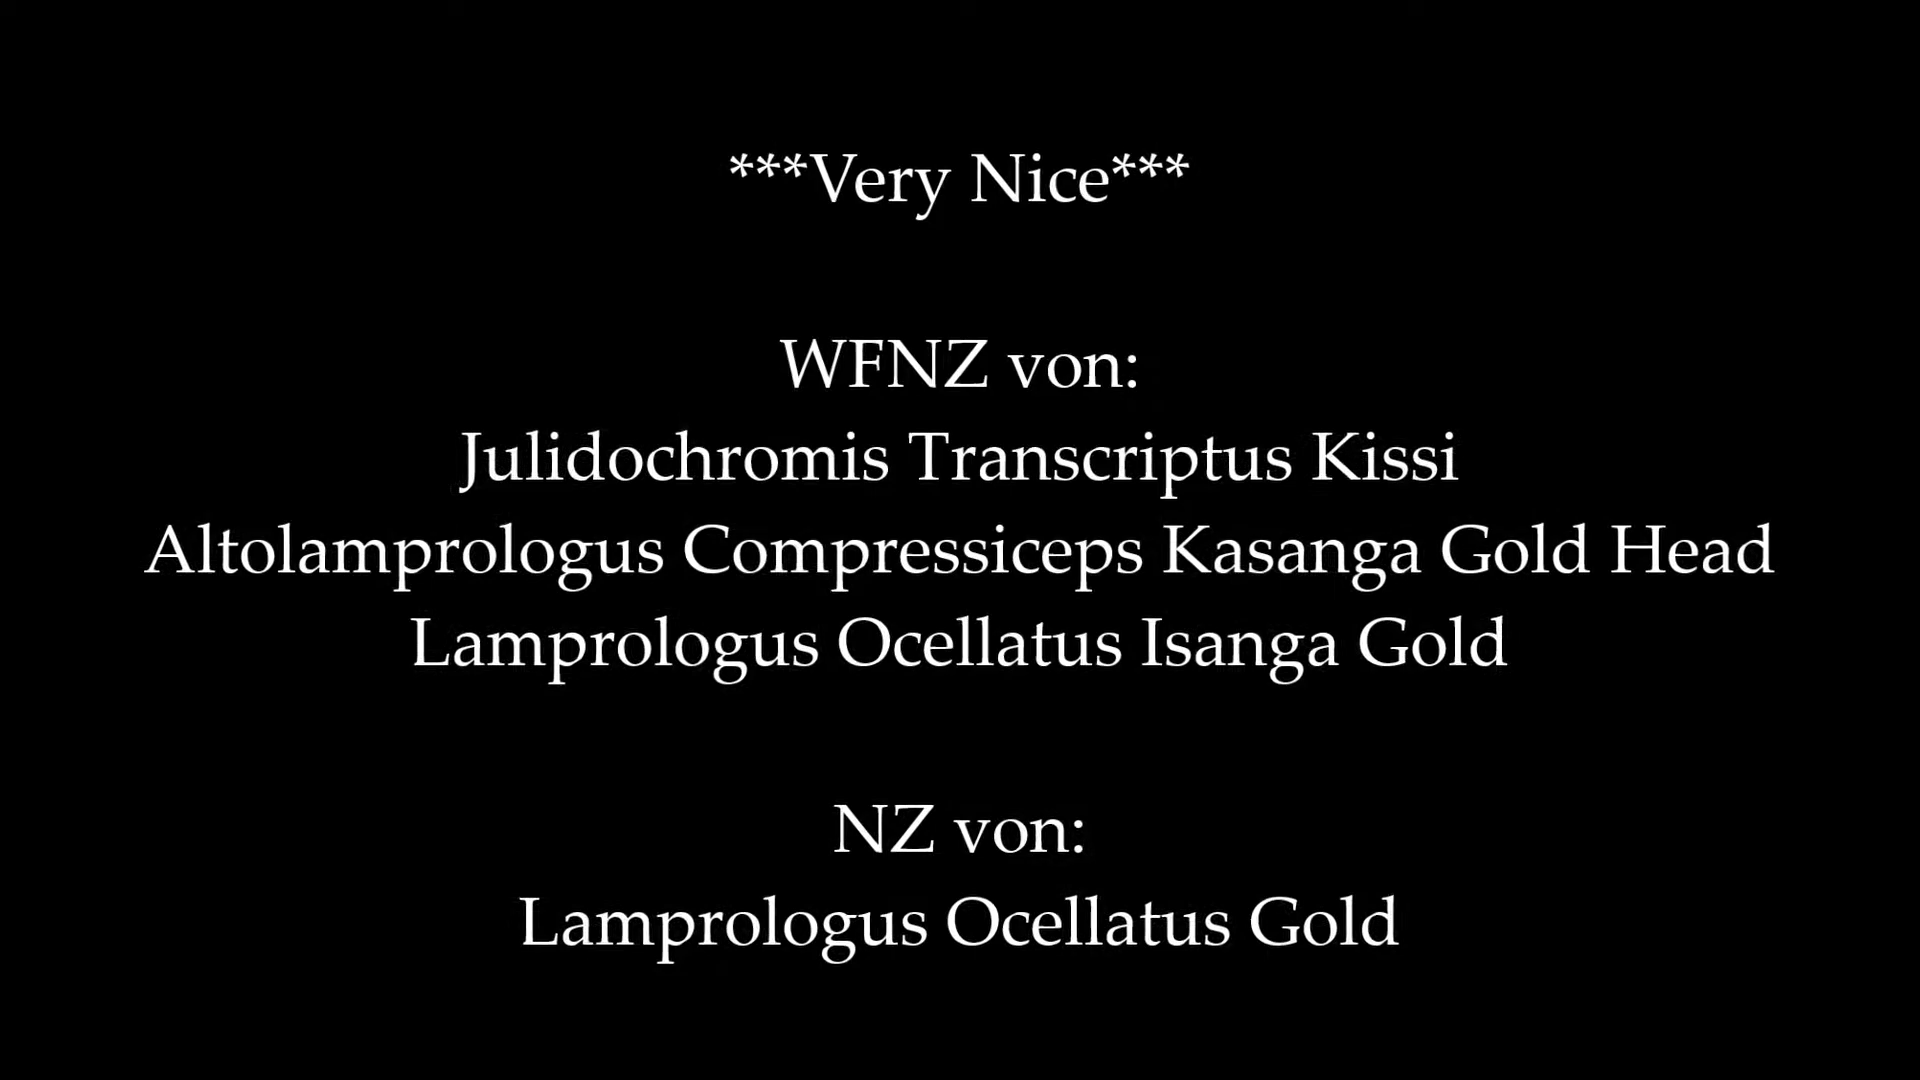 ***Very Nice***
WFNZ von:
Julidochromis Transcriptus Kissi
Altolamprologus Compressiceps Kasanga Gold Head
Lamprologus Ocellatus Isanga Gold
NZ von:
Lamprologus Ocellatus Gold